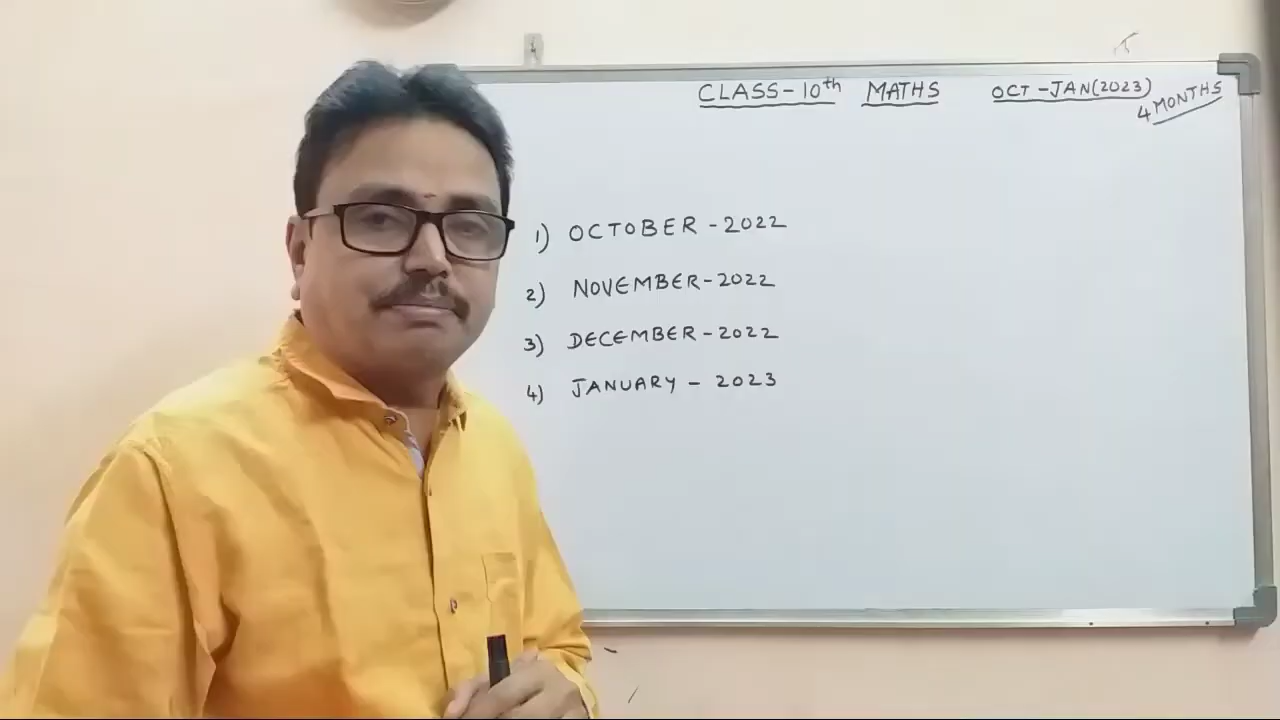 CLASS-10th MATHS OCT-JAN(2023)
4 MONTHS
1) OCTOBER-2022
2) NOVEMBER-2022
3) DECEMBER-2022
4) JANUARY-2023